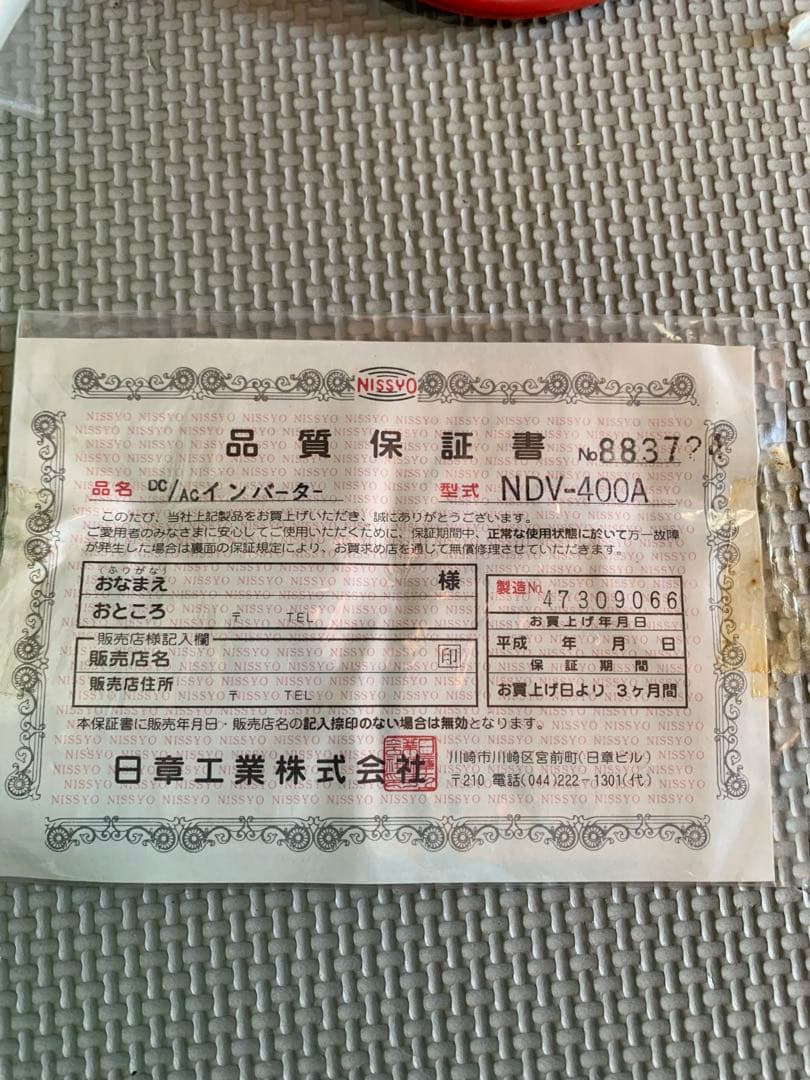 NISSYO
品質保証書 No 883724
品名 DC/ACインバーター 型式 NDV-400A
このたび、当社上記製品をお買上げいただき、誠にありがとうございます。
ご愛用者のみなさまに安心してご使用いただくために、保証期間中、正常な使用状態に於いて万一故障
が発生した場合は裏面の保証規定により、お買求めの店を通して無償修理させていただきます。
(ふりがな)
おなまえ 様
おところ 〒 TEL.
製造No. 47309066
お買上げ年月日
平成 年 月 日
保証期間
お買上げ日より 3ヶ月間
販売店様記入欄
販売店名 印
販売店住所 〒 TEL
本保証書に販売年月日・販売店名の記入捺印のない場合は無効となります。
日章工業株式会社
川崎市川崎区宮前町(日章ビル)
〒210 電話(044)222-1301(代)